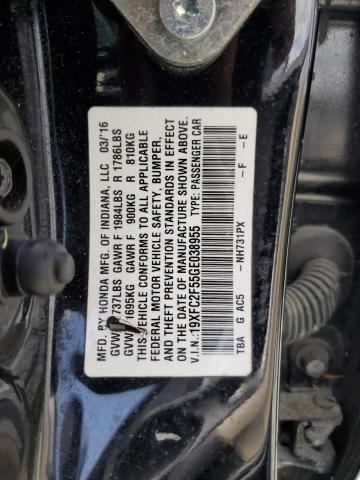 MFD. BY HONDA MFG. OF INDIANA, LLC 03/'16
GVW 3737LBS GAWR F 1984LBS R 1786LBS
GVW 1695KG GAWR F 900KG R 810KG
THIS VEHICLE CONFORMS TO ALL APPLICABLE
FEDERAL MOTOR VEHICLE SAFETY, BUMPER,
AND THEFT PREVENTION STANDARDS IN EFFECT
ON THE DATE OF MANUFACTURE SHOWN ABOVE.
V.I.N.:19XFC2F55GE038955 TYPE: PASSENGER CAR
TBA G AC5 - NH731PX - F - E